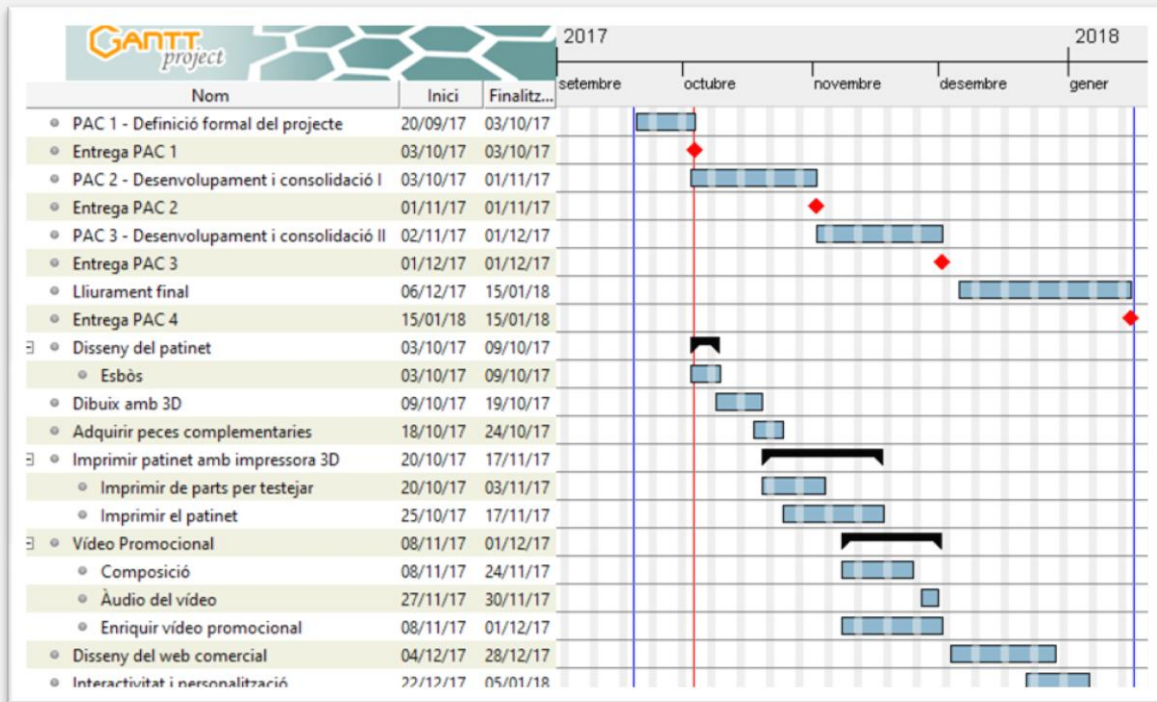 GANTT
project
2017
2018
setembre octubre novembre desembre gener
Nom Inici Finalitz...
PAC 1 - Definició formal del projecte 20/09/17 03/10/17
Entrega PAC 1 03/10/17 03/10/17
PAC 2 - Desenvolupament i consolidació I 03/10/17 01/11/17
Entrega PAC 2 01/11/17 01/11/17
PAC 3 - Desenvolupament i consolidació II 02/11/17 01/12/17
Entrega PAC 3 01/12/17 01/12/17
Lliurament final 06/12/17 15/01/18
Entrega PAC 4 15/01/18 15/01/18
Disseny del patinet 03/10/17 09/10/17
Esbòs 03/10/17 09/10/17
Dibuix amb 3D 09/10/17 19/10/17
Adquirir peces complementaries 18/10/17 24/10/17
Imprimir patinet amb impressora 3D 20/10/17 17/11/17
Imprimir de parts per testejar 20/10/17 03/11/17
Imprimir el patinet 25/10/17 17/11/17
Vídeo Promocional 08/11/17 01/12/17
Composició 08/11/17 24/11/17
Àudio del vídeo 27/11/17 30/11/17
Enriquir vídeo promocional 08/11/17 01/12/17
Disseny del web comercial 04/12/17 28/12/17
Interactivitat i personalització 22/12/17 05/01/18